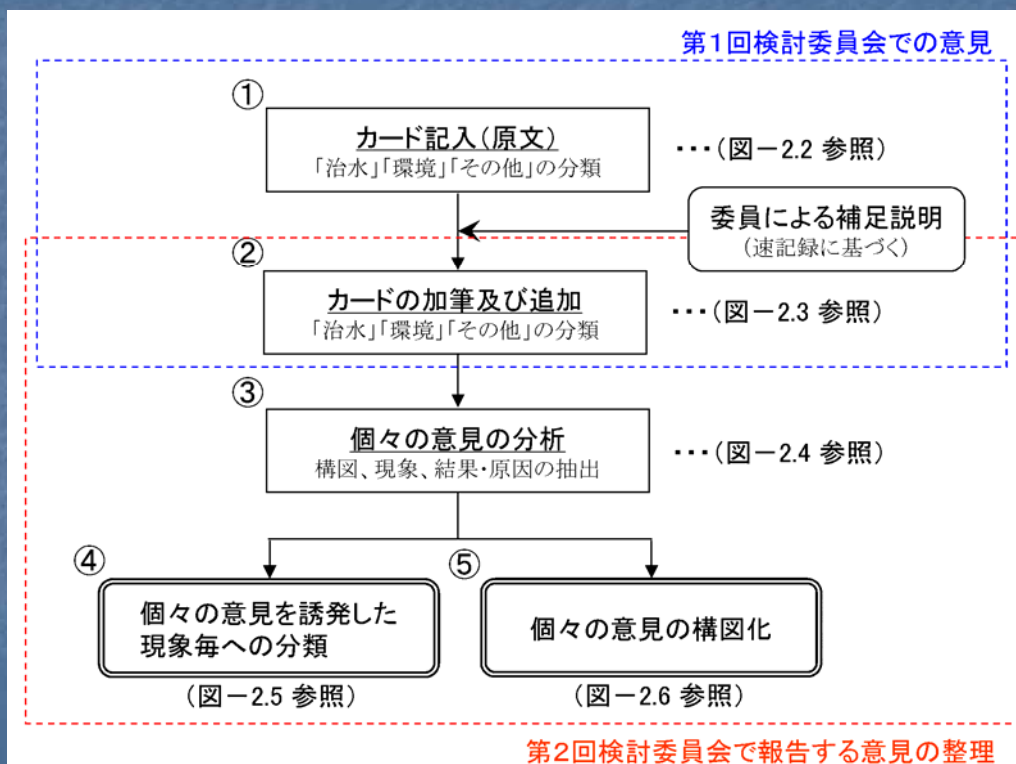 第1回検討委員会での意見
①
カード記入(原文)
「治水」「環境」「その他」の分類
・・・(図-2.2 参照)
委員による補足説明
(速記録に基づく)
②
カードの加筆及び追加
「治水」「環境」「その他」の分類
・・・(図-2.3 参照)
③
個々の意見の分析
構図、現象、結果・原因の抽出
・・・(図-2.4 参照)
④
個々の意見を誘発した
現象毎への分類
(図-2.5 参照)
⑤
個々の意見の構図化
(図-2.6 参照)
第2回検討委員会で報告する意見の整理